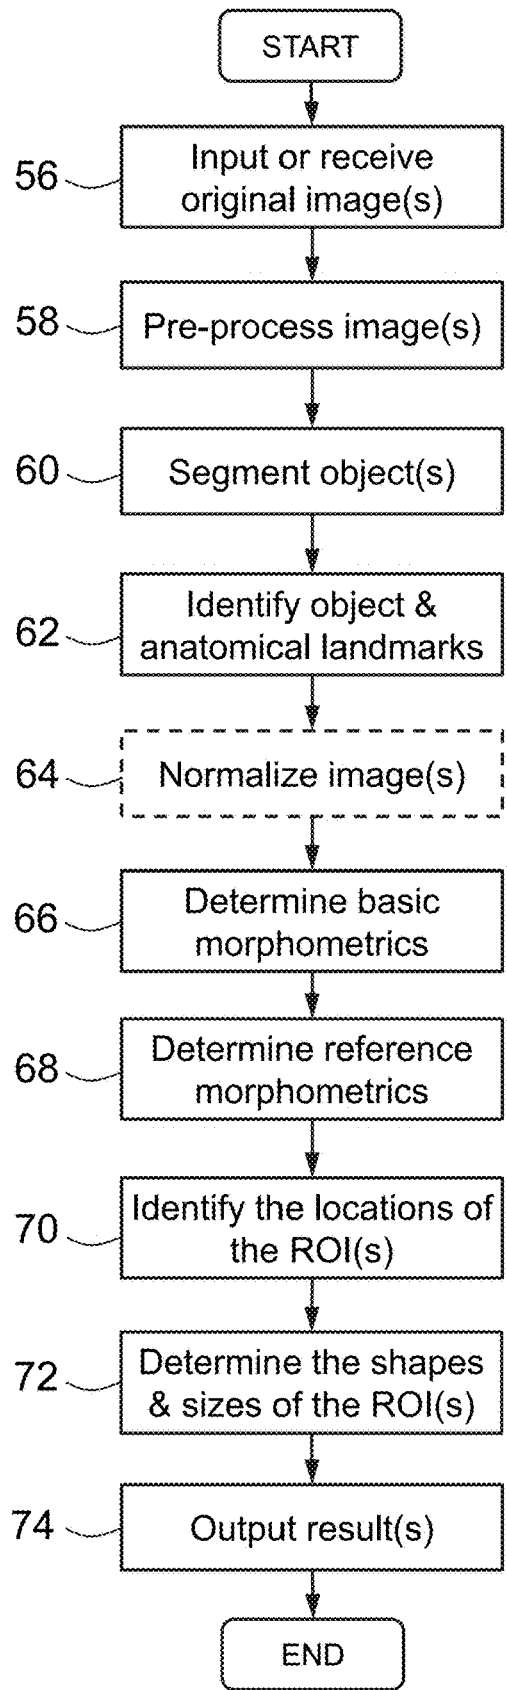 START
56
Input or receive
original image(s)
58
Pre-process image(s)
60
Segment object(s)
62
Identify object &
anatomical landmarks
64
Normalize image(s)
66
Determine basic
morphometrics
68
Determine reference
morphometrics
70
Identify the locations of
the ROI(s)
72
Determine the shapes
& sizes of the ROI(s)
74
Output result(s)
END